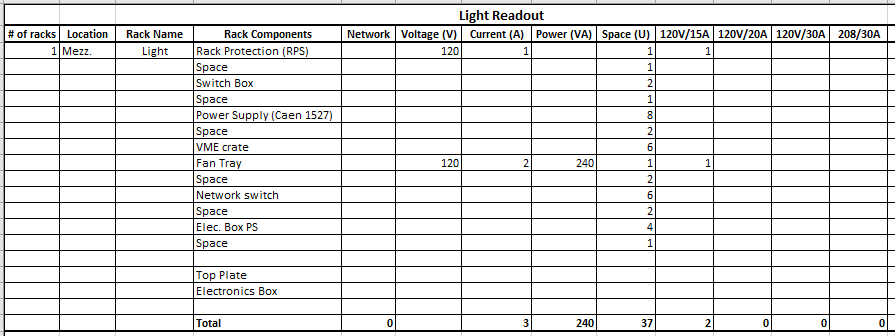 Light Readout
# of racks Location Rack Name Rack Components Network Voltage (V) Current (A) Power (VA) Space (U) 120V/15A 120V/20A 120V/30A 208/30A
1 Mezz. Light Rack Protection (RPS) 120 1 1 1
Space 1
Switch Box 2
Space 1
Power Supply (Caen 1527) 8
Space 2
VME crate 6
Fan Tray 120 2 240 1 1
Space 2
Network switch 6
Space 2
Elec. Box PS 4
Space 1
Top Plate
Electronics Box
Total 0 3 240 37 2 0 0 0